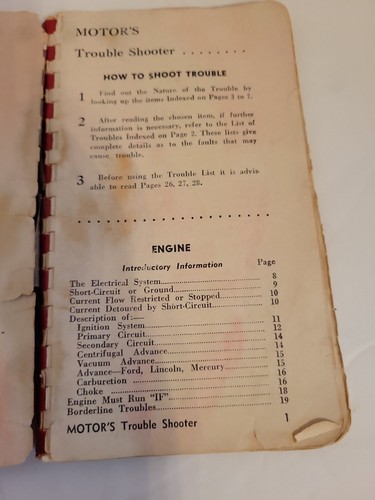 MOTOR'S
Trouble Shooter ........
HOW TO SHOOT TROUBLE
1 Find out the Nature of the Trouble by
looking up the items Indexed on Pages 3 to 7.
2 After reading the chosen item, if further
information is necessary, refer to the List of
Troubles Indexed on Page 2. These lists give
complete details as to the faults that may
cause trouble.
3 Before using the Trouble List it is advis-
able to read Pages 26, 27, 28.
ENGINE
Introductory Information Page
The Electrical System 8
Short-Circuit or Ground 9
Current Flow Restricted or Stopped 10
Current Detoured by Short-Circuit 10
Description of:—
Ignition System 11
Primary Circuit 12
Secondary Circuit 14
Centrifugal Advance 14
Vacuum Advance 15
Advance—Ford, Lincoln, Mercury 15
Carburetion 16
Choke 16
Engine Must Run "IF" 18
Borderline Troubles 19
MOTOR'S Trouble Shooter 1